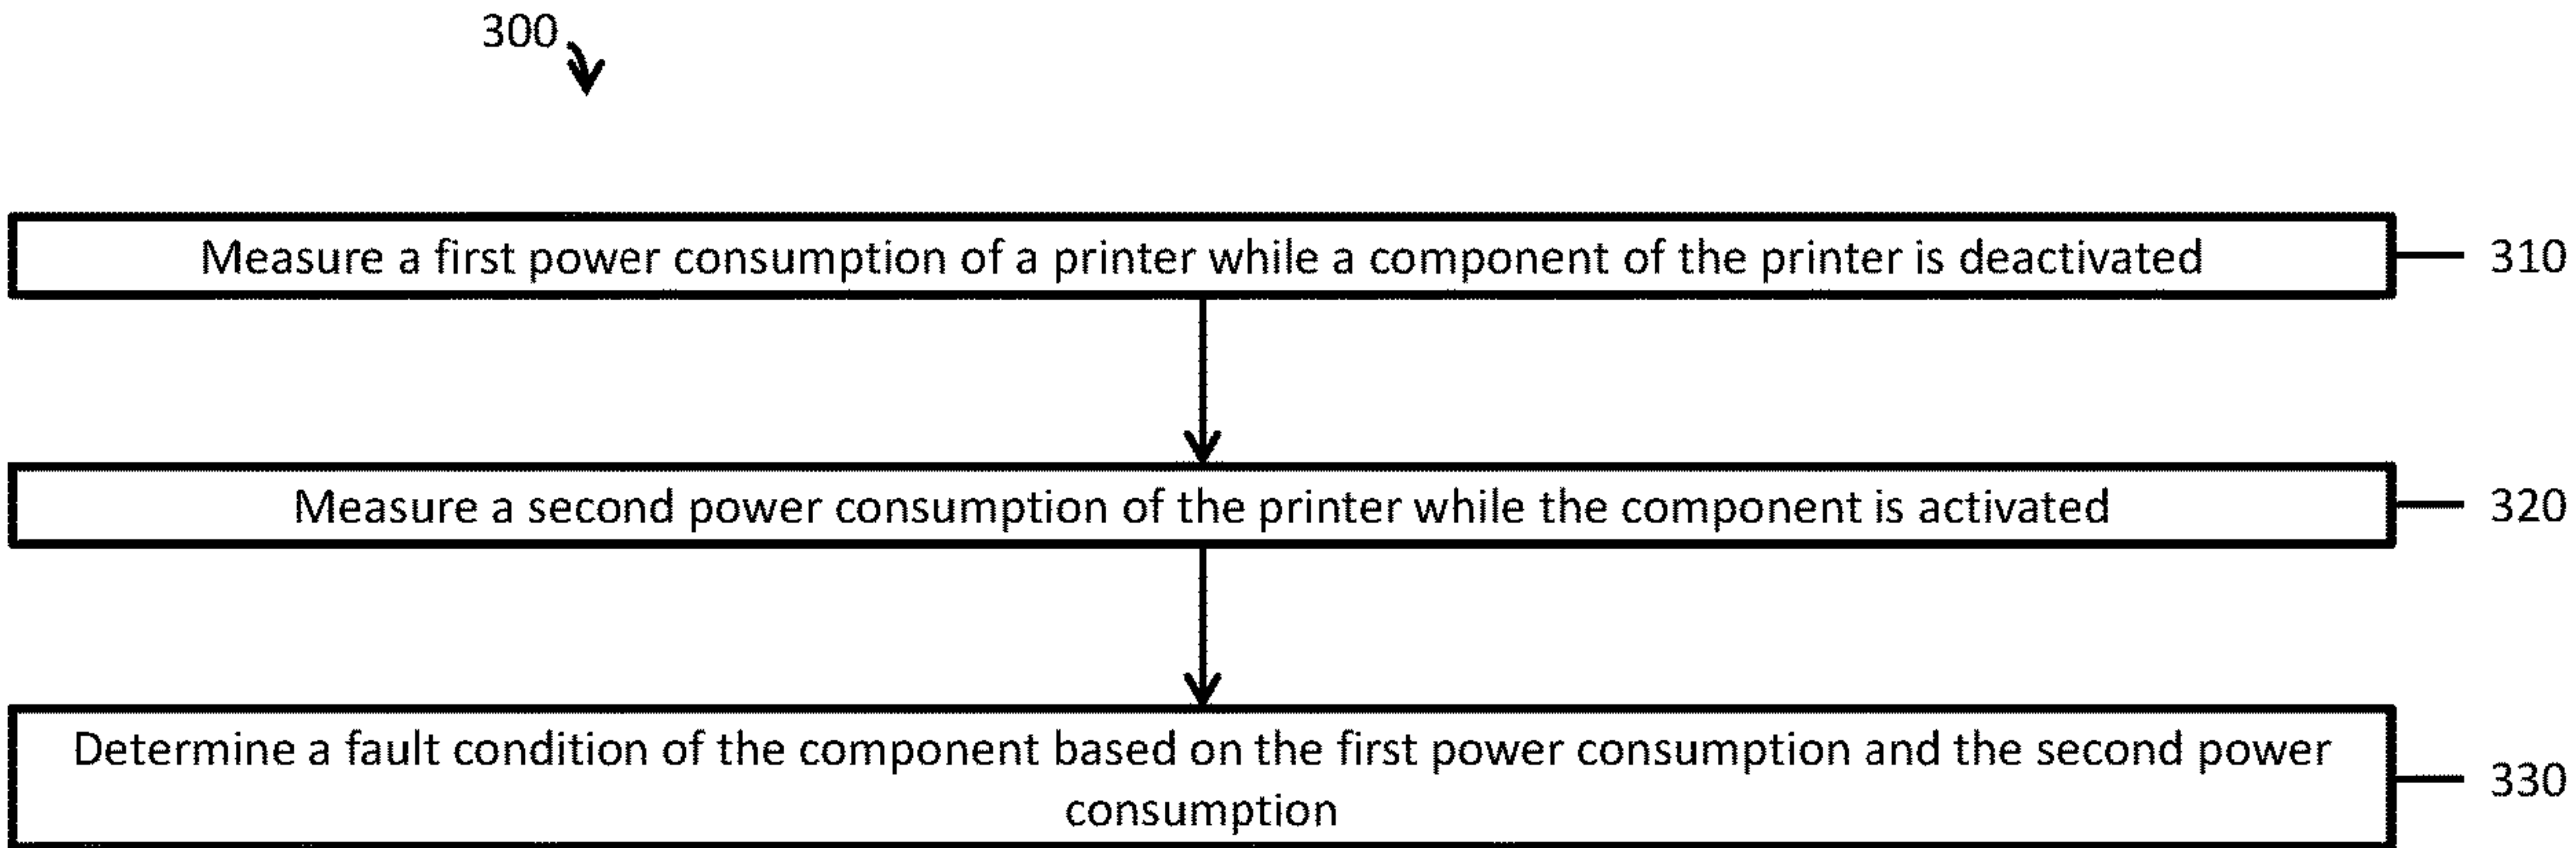 300
Measure a first power consumption of a printer while a component of the printer is deactivated
310
Measure a second power consumption of the printer while the component is activated
320
Determine a fault condition of the component based on the first power consumption and the second power
consumption
330